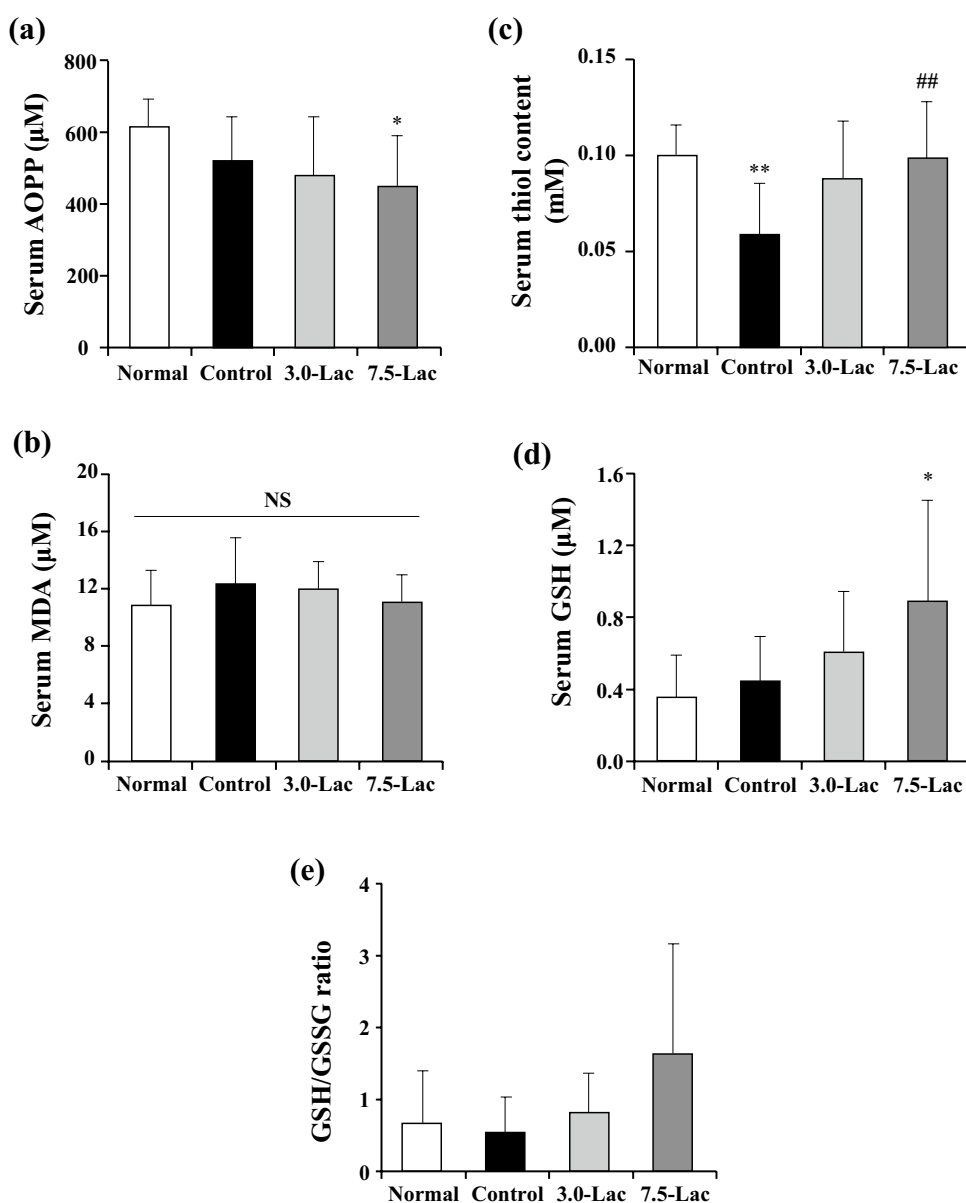 (a)
Serum AOPP (µM)
800
600
400
200
0
*
Normal Control 3.0-Lac 7.5-Lac
(c)
Serum thiol content
(mM)
0.15
0.10
0.05
0.00
**
##
Normal Control 3.0-Lac 7.5-Lac
(b)
Serum MDA (µM)
20
16
12
8
4
0
NS
Normal Control 3.0-Lac 7.5-Lac
(d)
Serum GSH (µM)
1.6
1.2
0.8
0.4
0.0
*
Normal Control 3.0-Lac 7.5-Lac
(e)
GSH/GSSG ratio
4
3
2
1
0
Normal Control 3.0-Lac 7.5-Lac